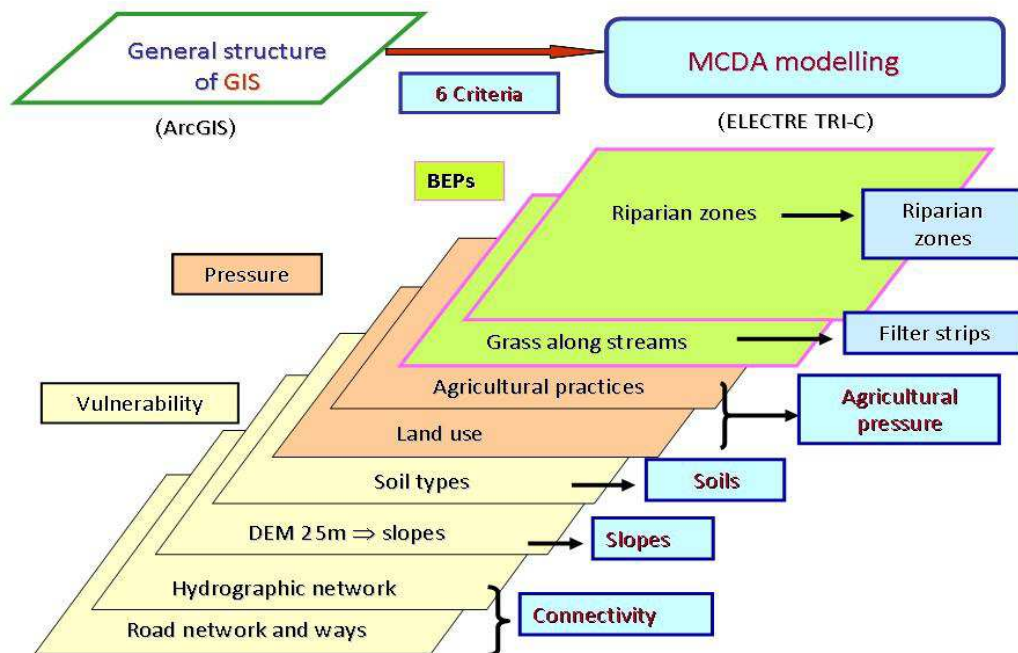 General structure
of GIS
MCDA modelling
6 Criteria
(ArcGIS)
(ELECTRE TRI-C)
BEPs
Riparian zones
Riparian
zones
Pressure
Grass along streams
Filter strips
Agricultural practices
Agricultural
pressure
Vulnerability
Land use
Soil types
Soils
DEM 25m ⇒ slopes
Slopes
Hydrographic network
Connectivity
Road network and ways